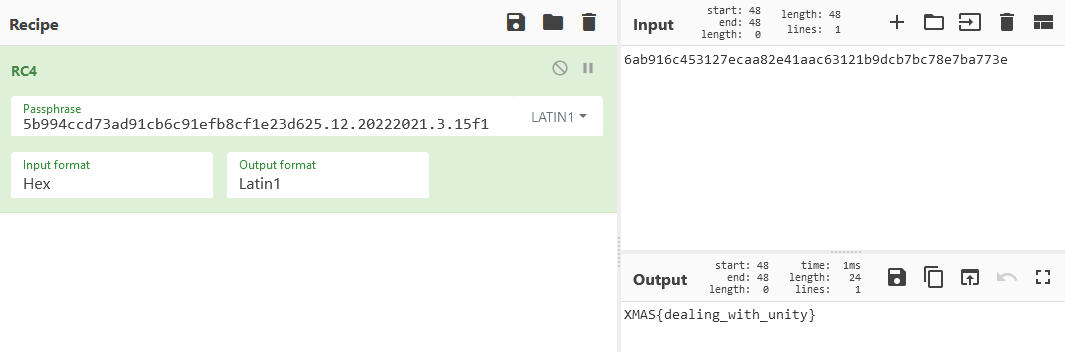 Recipe
RC4
Passphrase
5b994ccd73ad91cb6c91efb8cf1e23d625.12.20222021.3.15f1
LATIN1
Input format
Hex
Output format
Latin1
Input
start: 48
end: 48
length: 0
length: 48
lines: 1
6ab916c453127ecaa82e41aac63121b9dcb7bc78e7ba773e
Output
start: 48
end: 48
length: 0
time: 1ms
length: 24
lines: 1
XMAS{dealing_with_unity}